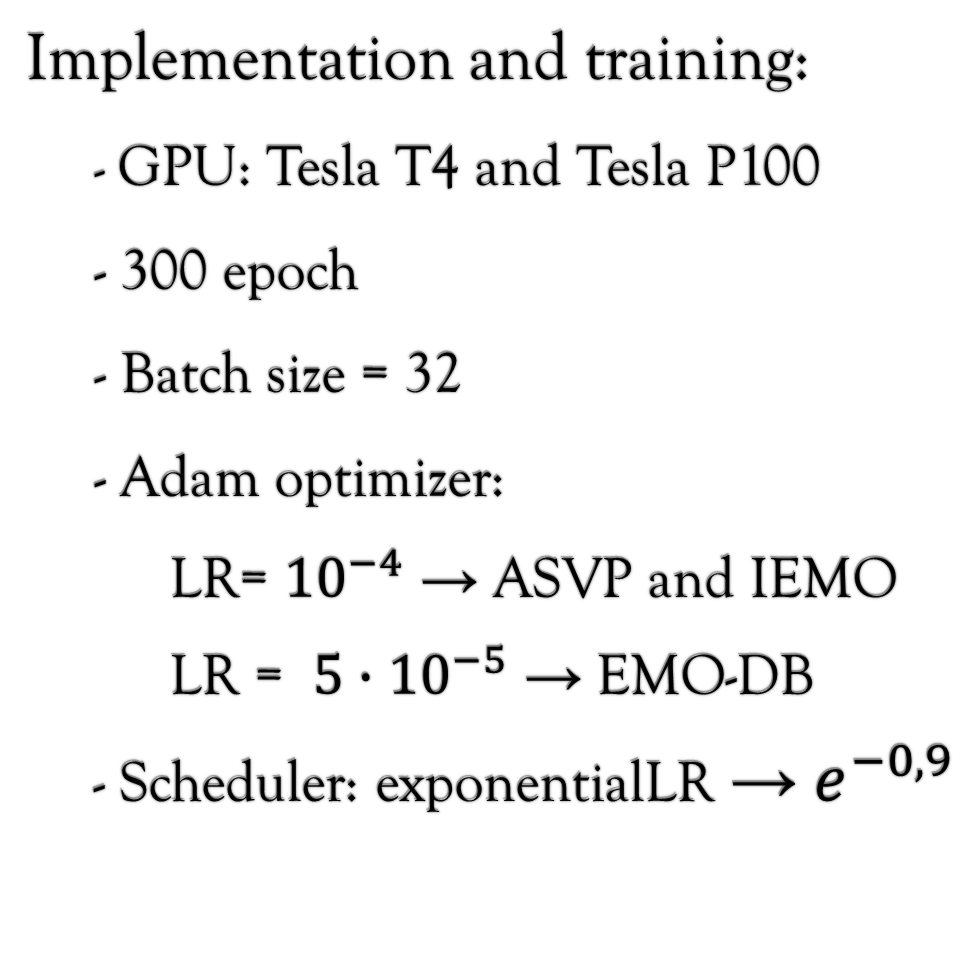 Implementation and training:
- GPU: Tesla T4 and Tesla P100
- 300 epoch
- Batch size = 32
- Adam optimizer:
LR= 10⁻⁴ → ASVP and IEMO
LR = 5 · 10⁻⁵ → EMO-DB
- Scheduler: exponentialLR → e^{−0,9}